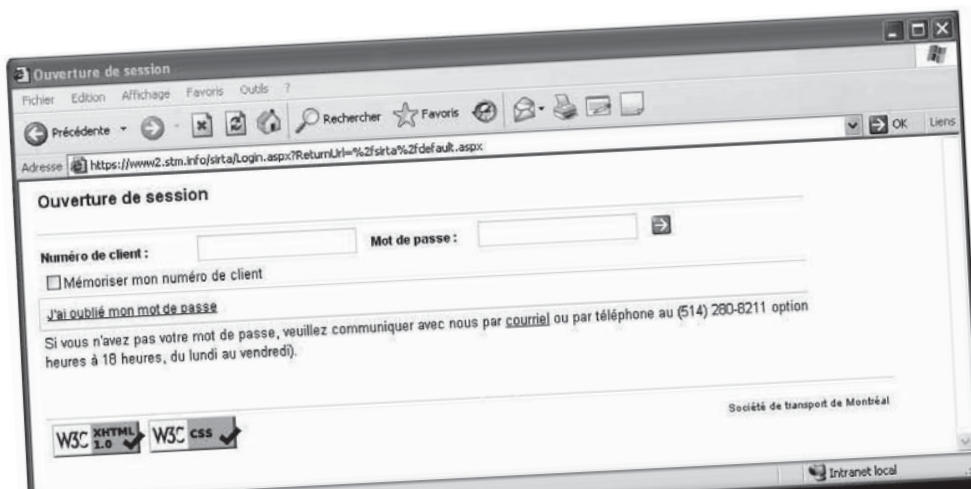 Ouverture de session
Fichier Edition Affichage Favoris Outils ?
Précédente Rechercher Favoris
Adresse https://www2.stm.info/sirta/Login.aspx?ReturnUrl=%2fsirta%2fdefault.aspx OK Liens
Ouverture de session
Numéro de client : Mot de passe :
Mémoriser mon numéro de client
J'ai oublié mon mot de passe
Si vous n'avez pas votre mot de passe, veuillez communiquer avec nous par courriel ou par téléphone au (514) 280-8211 option
heures à 18 heures, du lundi au vendredi).
Société de transport de Montréal
W3C XHTML 1.0 W3C CSS
Intranet local